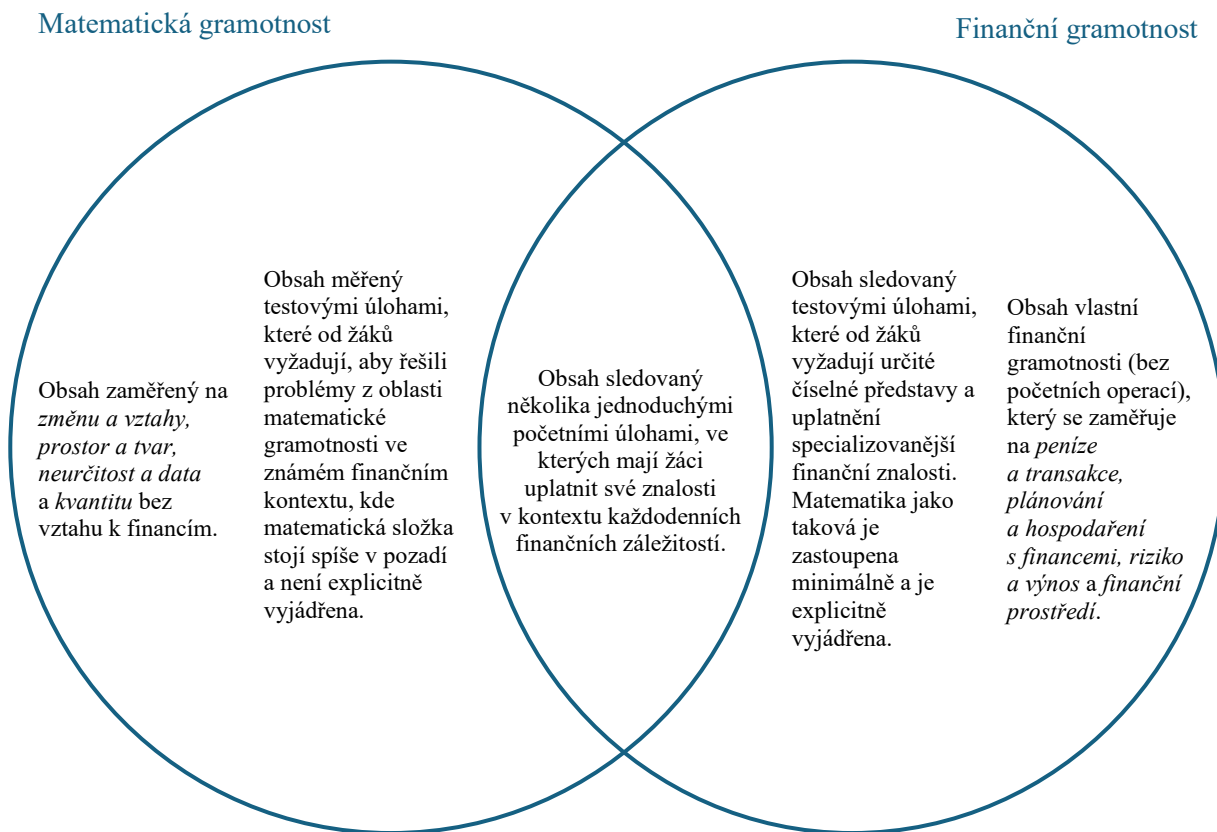 Matematická gramotnost
Finanční gramotnost
Obsah zaměřený na
změnu a vztahy,
prostor a tvar,
neurčitost a data
a kvantitu bez
vztahu k financím.
Obsah měřený
testovými úlohami,
které od žáků
vyžadují, aby řešili
problémy z oblasti
matematické
gramotnosti ve
známém finančním
kontextu, kde
matematická složka
stojí spíše v pozadí
a není explicitně
vyjádřena.
Obsah sledovaný
několika jednoduchými
početními úlohami, ve
kterých mají žáci
uplatnit své znalosti
v kontextu každodenních
finančních záležitostí.
Obsah sledovaný
testovými úlohami,
které od žáků
vyžadují určité
číselné představy a
uplatnění
specializovanější
finanční znalosti.
Matematika jako
taková je
zastoupena
minimálně a je
explicitně
vyjádřena.
Obsah vlastní
finanční
gramotnosti (bez
početních operací),
který se zaměřuje
na peníze
a transakce,
plánování
a hospodaření
s financemi, riziko
a výnos a finanční
prostředí.